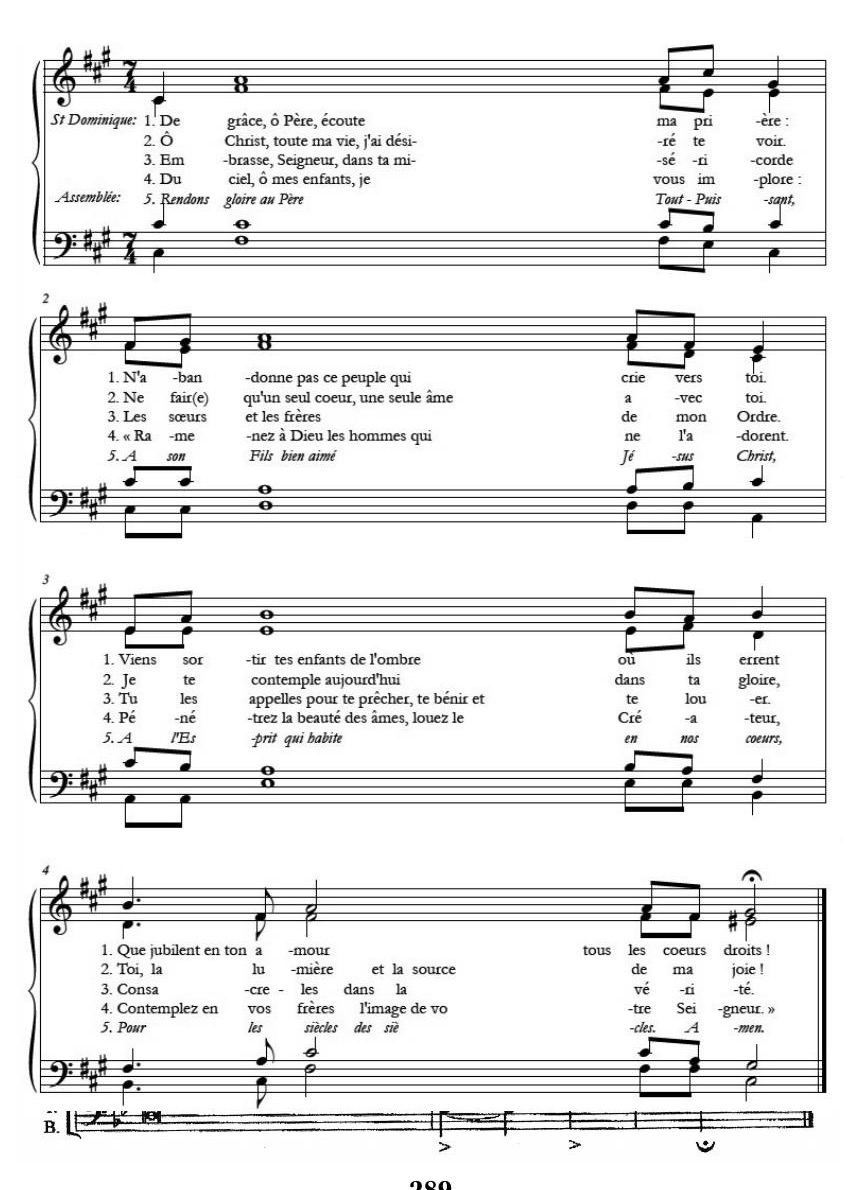 St Dominique: 1. De grâce, ô Père, écoute ma pri -ère :
2. Ô Christ, toute ma vie, j'ai dési- -ré te voir.
3. Em -brasse, Seigneur, dans ta mi- -sé -ri -corde
4. Du ciel, ô mes enfants, je vous im -plore :
Assemblée: 5. Rendons gloire au Père Tout - Puis -sant,
2
1. N'a -ban -donne pas ce peuple qui crie vers toi.
2. Ne fair(e) qu'un seul coeur, une seule âme a -vec toi.
3. Les sœurs et les frères de mon Ordre.
4. « Ra -me -nez à Dieu les hommes qui ne l'a -dorent.
5. A son Fils bien aimé Jé -sus Christ,
3
1. Viens sor -tir tes enfants de l'ombre où ils errent
2. Je te contemple aujourd'hui dans ta gloire,
3. Tu les appelles pour te prêcher, te bénir et te lou -er.
4. Pé -né -trez la beauté des âmes, louez le Cré -a -teur,
5. A l'Es -prit qui habite en nos coeurs,
4
1. Que jubilent en ton a -mour tous les coeurs droits !
2. Toi, la lu -mière et la source de ma joie !
3. Consa -cre - les dans la vé -ri -té.
4. Contemplez en vos frères l'image de vo -tre Sei -gneur. »
5. Pour les siècles des siè -cles. A -men.
B.
289